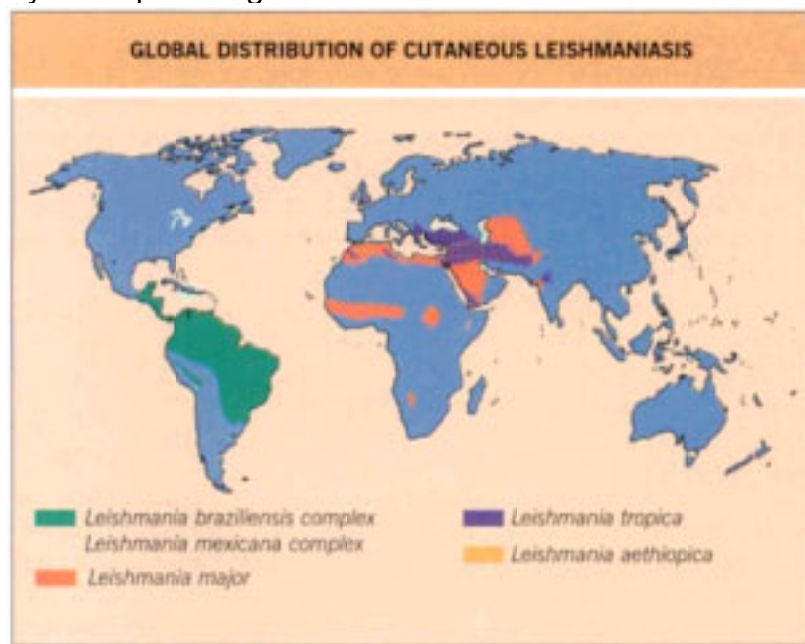 GLOBAL DISTRIBUTION OF CUTANEOUS LEISHMANIASIS
Leishmania braziliensis complex
Leishmania mexicana complex
Leishmania major
Leishmania tropica
Leishmania aethiopica